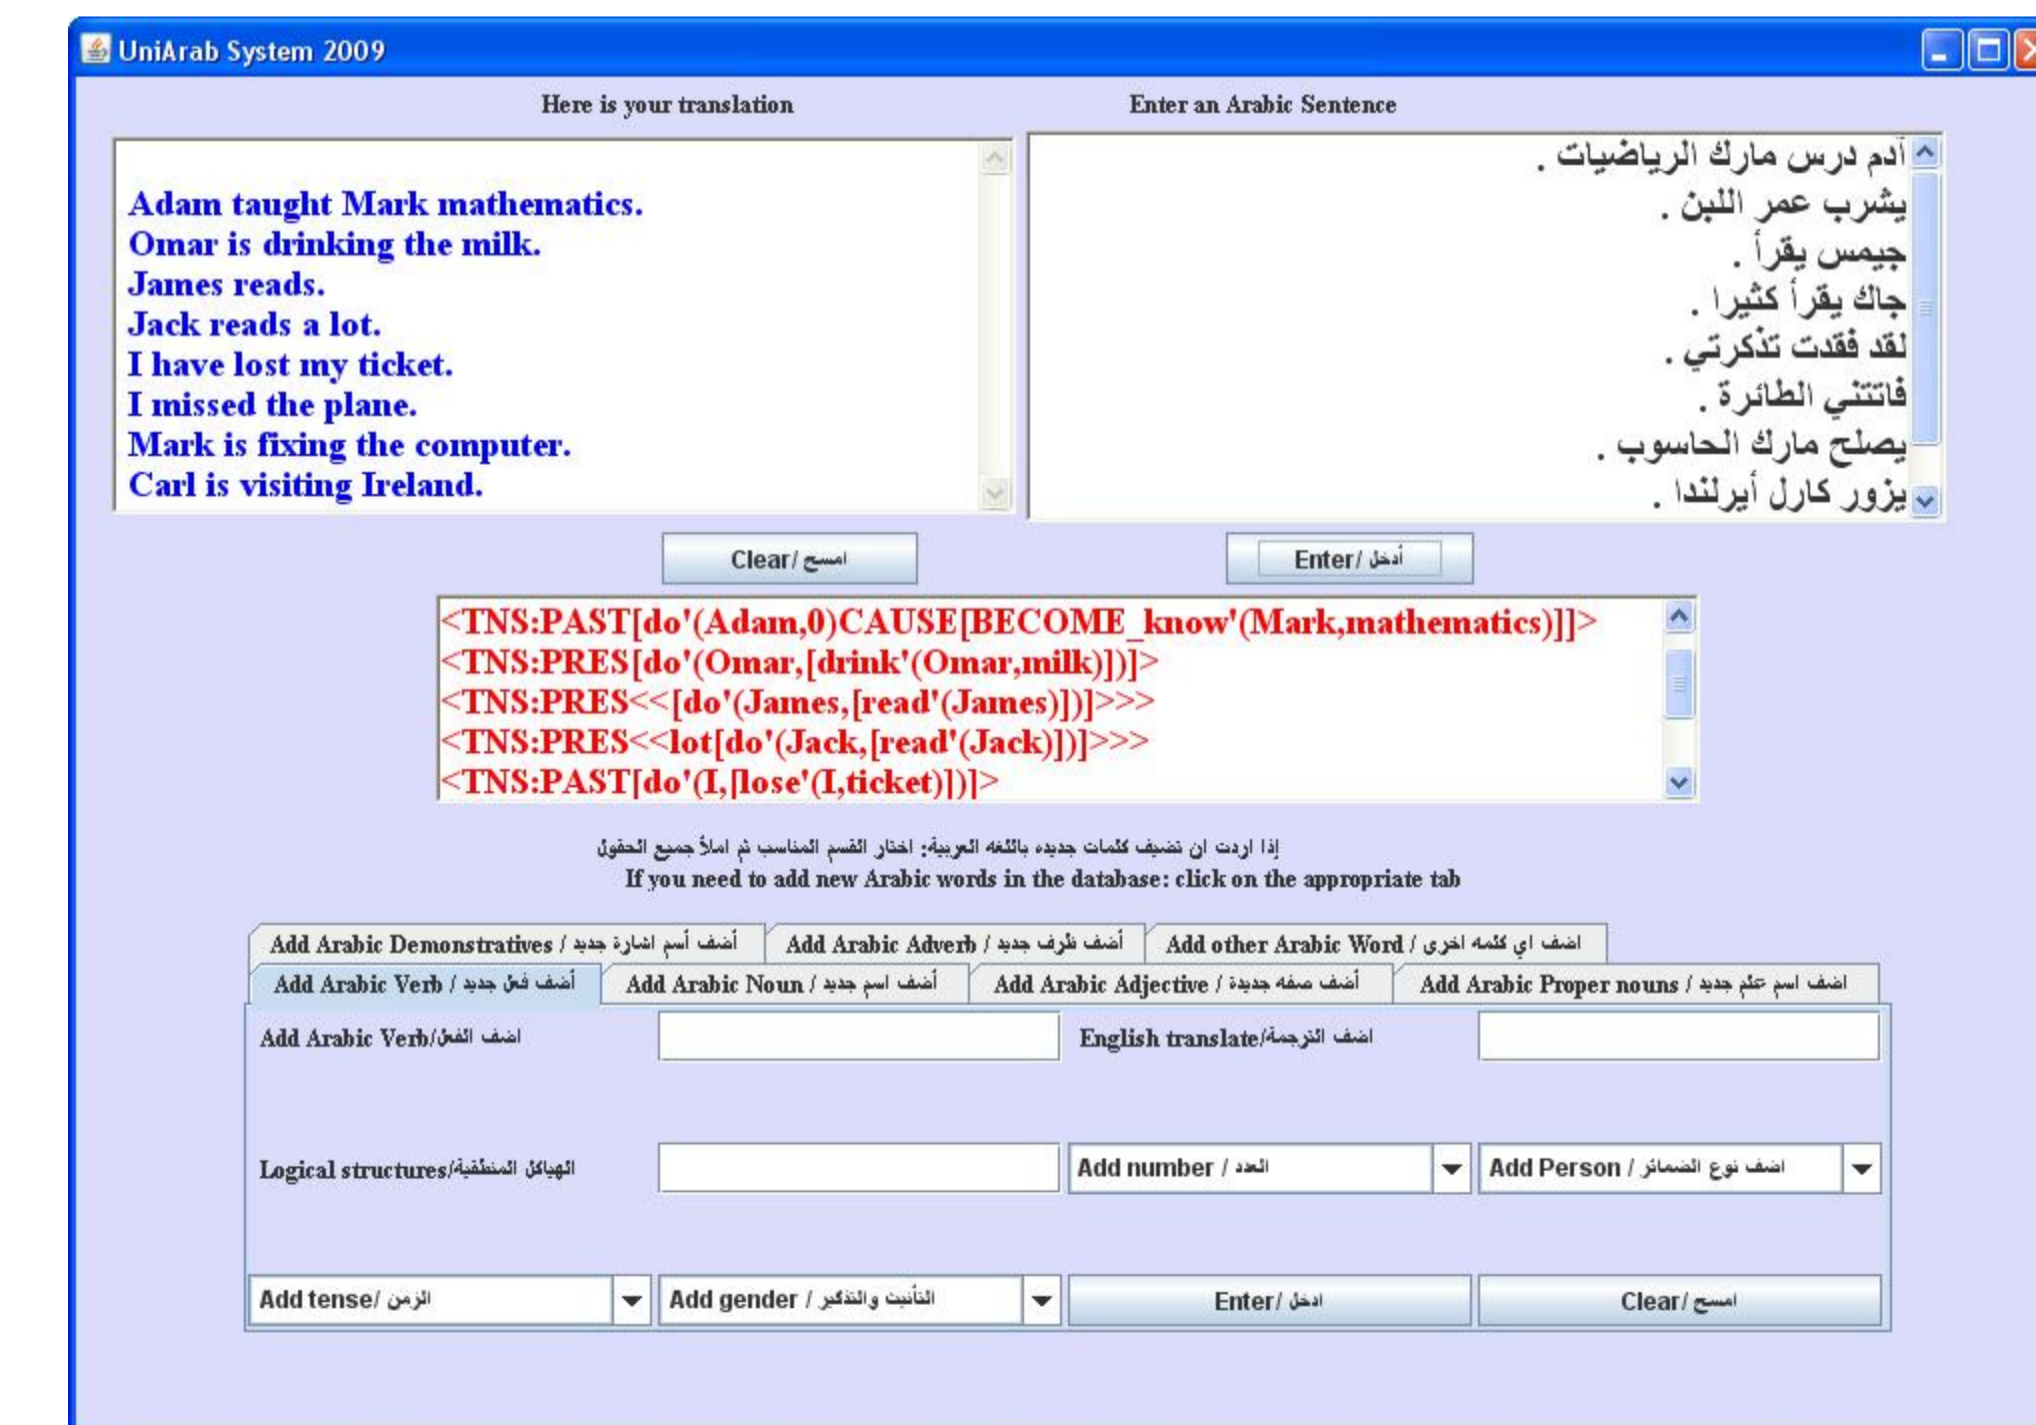 UniArab System 2009
Here is your translation
Enter an Arabic Sentence
Adam taught Mark mathematics.
Omar is drinking the milk.
James reads.
Jack reads a lot.
I have lost my ticket.
I missed the plane.
Mark is fixing the computer.
Carl is visiting Ireland.
آدم درس مارك الرياضيات .
يشرب عمر اللبن .
جيمس يقرأ .
جاك يقرأ كثيرا .
لقد فقدت تذكرتي .
فاتتني الطائرة .
يصلح مارك الحاسوب .
يزور كارل أيرلندا .
Clear/ امسح
Enter/ أدخل
<TNS:PAST[do'(Adam,0)CAUSE[BECOME_know'(Mark,mathematics)]]>
<TNS:PRES[do'(Omar,[drink'(Omar,milk)])]>
<TNS:PRES<<[do'(James,[read'(James)])]>>>
<TNS:PRES<<lot[do'(Jack,[read'(Jack)])]>>>
<TNS:PAST[do'(I,[lose'(I,ticket)])]>
إذا اردت ان تضيف كلمات جديده باللغه العربية: اختار القسم المناسب ثم املأ جميع الحقول
If you need to add new Arabic words in the database: click on the appropriate tab
Add Arabic Demonstratives / أضف أسم اشارة جديد
Add Arabic Adverb / أضف ظرف جديد
Add other Arabic Word / اضف اي كلمه اخرى
Add Arabic Verb / أضف فعل جديد
Add Arabic Noun / أضف اسم جديد
Add Arabic Adjective / أضف صفه جديدة
Add Arabic Proper nouns / اضف اسم علم جديد
Add Arabic Verb/اضف الفعل
English translate/اضف الترجمة
Logical structures/الهياكل المنطقية
Add number / العدد
Add Person / اضف نوع الضمائر
Add tense/ الزمن
Add gender / التأنيث والتذكير
Enter/ ادخل
Clear/ امسح